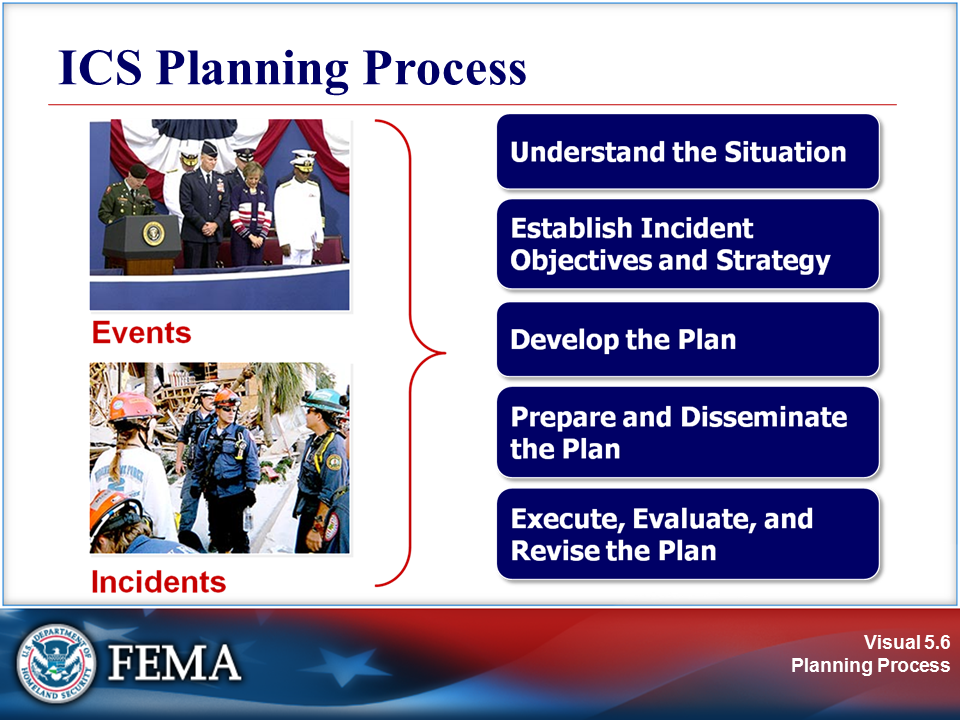 ICS Planning Process
Events
Incidents
Understand the Situation
Establish Incident
Objectives and Strategy
Develop the Plan
Prepare and Disseminate
the Plan
Execute, Evaluate, and
Revise the Plan
U.S. DEPARTMENT OF
HOMELAND SECURITY
FEMA
Visual 5.6
Planning Process